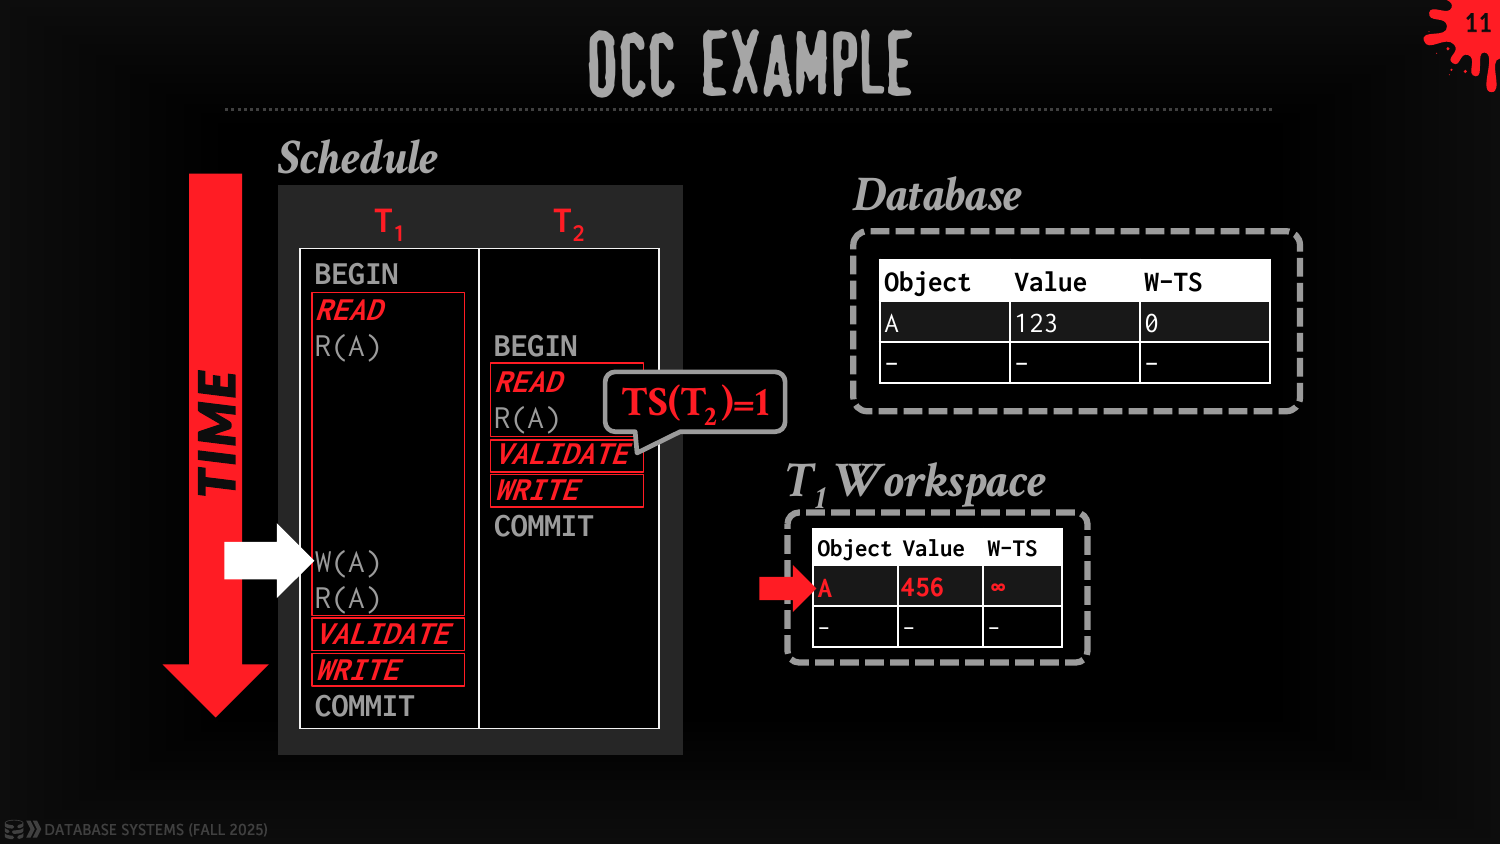 11
OCC EXAMPLE
Schedule
TIME
T1 T2
BEGIN
READ
R(A)
W(A)
R(A)
VALIDATE
WRITE
COMMIT
BEGIN
READ
R(A)
VALIDATE
WRITE
COMMIT
TS(T2)=1
Database
Object Value W-TS
A 123 0
- - -
T1 Workspace
Object Value W-TS
A 456 ∞
- - -
DATABASE SYSTEMS (FALL 2025)